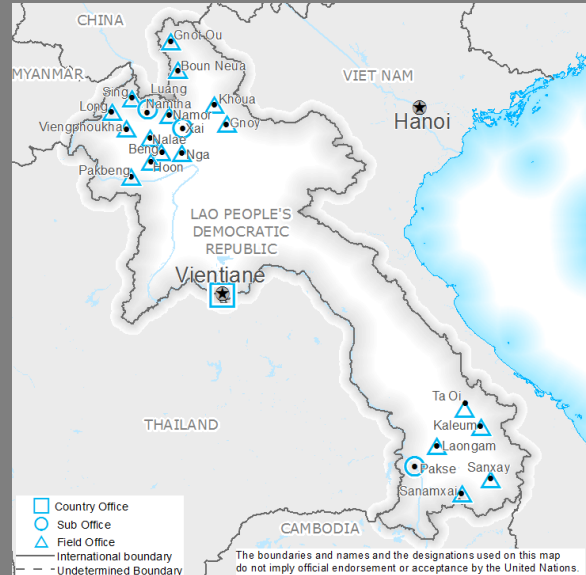 CHINA
Gnot Ou
Boun Neua
MYANMAR
VIET NAM
Luang
Namtha
Sing
Khoua
Long
Namor
Hanoi
Viengphoukha
Xai
Gnoy
Nalae
Beng
Nga
Hoon
Pakbeng
LAO PEOPLE'S
DEMOCRATIC
REPUBLIC
Vientiane
Ta Oi
THAILAND
Kaleum
Laongam
Pakse
Sanxay
Sanamxai
CAMBODIA
Country Office
Sub Office
Field Office
International boundary
Undetermined Boundary
The boundaries and names and the designations used on this map
do not imply official endorsement or acceptance by the United Nations.